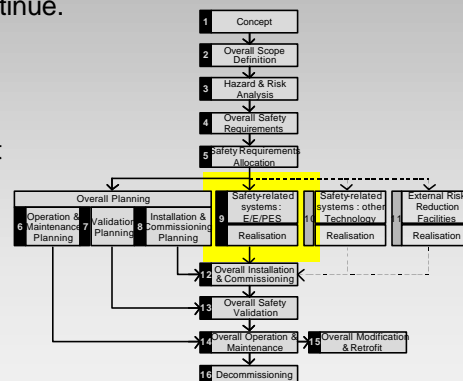 tinue.
1 Concept
2 Overall Scope
Definition
3 Hazard & Risk
Analysis
4 Overall Safety
Requirements
5 Safety Requirements
Allocation
Overall Planning
6 Operation &
Maintenance
Planning
7 Validation
Planning
8 Installation &
Commissioning
Planning
9 Safety-related
systems :
E/E/PES
Realisation
10 Safety-related
systems : other
Technology
Realisation
11 External Risk
Reduction
Facilities
Realisation
12 Overall Installation
& Commissioning
13 Overall Safety
Validation
14 Overall Operation &
Maintenance
15 Overall Modification
& Retrofit
16 Decommissioning